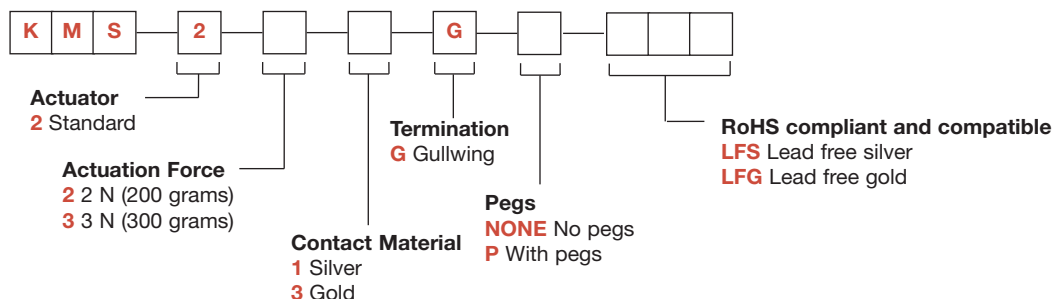 K M S 2 G
Actuator
2 Standard
Actuation Force
2 2 N (200 grams)
3 3 N (300 grams)
Contact Material
1 Silver
3 Gold
Termination
G Gullwing
Pegs
NONE No pegs
P With pegs
RoHS compliant and compatible
LFS Lead free silver
LFG Lead free gold